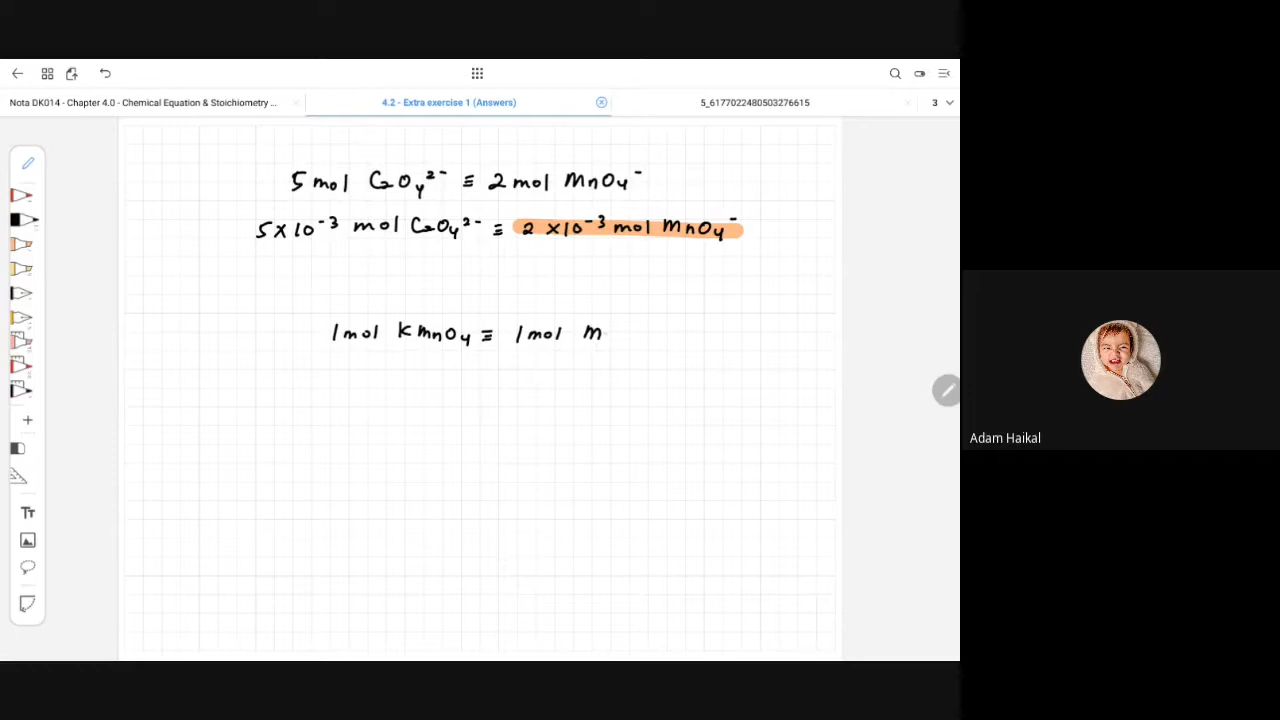 Nota DK014 - Chapter 4.0 - Chemical Equation & Stoichiometry ...
4.2 - Extra exercise 1 (Answers)
5_6177022480503276615
3
5 mol C₂O₄²⁻ ≡ 2 mol MnO₄⁻
5 × 10⁻³ mol C₂O₄²⁻ ≡ 2 × 10⁻³ mol MnO₄⁻
1 mol KMnO₄ ≡ 1 mol M
Tт
Adam Haikal